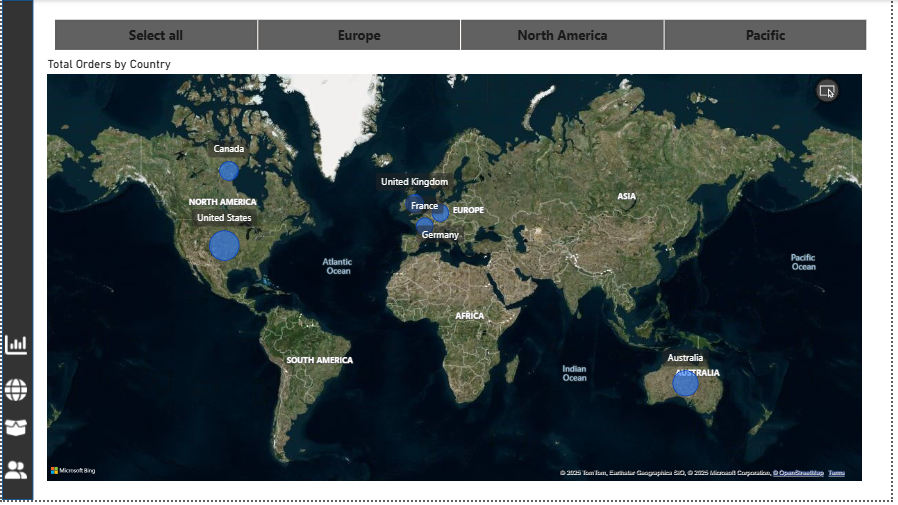 Select all
Europe
North America
Pacific
Total Orders by Country
Canada
United Kingdom
NORTH AMERICA
ASIA
France
EUROPE
United States
Germany
Atlantic
Ocean
Pacific
Ocean
AFRICA
SOUTH AMERICA
Australia
Indian
Ocean
AUSTRALIA
Microsoft Bing
© 2025 TomTom, Earthstar Geographics SIO, © 2025 Microsoft Corporation, © OpenStreetMap Terms